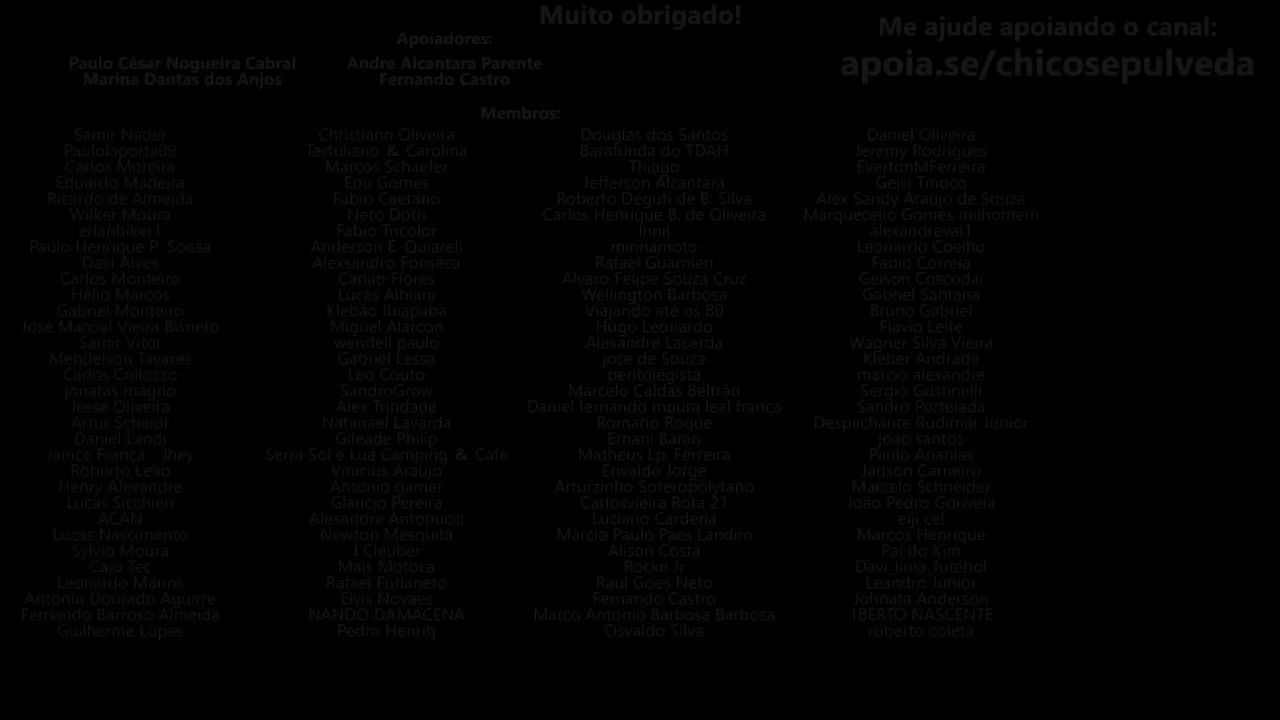 Muito obrigado!
Me ajude apoiando o canal:
apoia.se/chicosepulveda
Apoiadores:
Paulo César Nogueira Cabral
Marina Dantas dos Anjos
Andre Alcantara Parente
Fernando Castro
Membros:
Samir Nader
Paulolaporta09
Carlos Moreira
Eduardo Madeira
Ricardo de Almeida
Wilker Moura
erlanbiker1
Paulo Henrique P. Sousa
Davi Alves
Carlos Monteiro
Hélio Marcos
Gabriel Monteiro
José Marcial Vieira Bisneto
Samir Vitor
Mendelson Tavares
Carlos Collozzo
jonatas magno
Jesse Oliveira
Artur Scheidt
Daniel Landi
Janice França _Jhey
Roberto Leão
Henry Alexandre
Lucas Sicchieri
ACAN
Lucas Nascimento
Sylvio Moura
Caio Tec
Leonardo Marins
Antonio Dourado Aguirre
Fernando Barroso Almeida
Guilherme Lopes
Christiann Oliveira
Tertuliano & Carolina
Marcos Schaefer
Edu Gomes
Fabio Caetano
Neto Doth
Fabio Tricolor
Anderson E. Quiareli
Alexsandro Fonseca
Carlão Flores
Lucas Albiani
Klebão Ibiapaba
Miguel Alarcon
wendell paulo
Gabriel Lessa
Leo Couto
SandroGrow
Alex Trindade
Natanael Lavarda
Gileade Philip
Serra Sol e Lua Camping & Café
Vinicius Araujo
Antonio gamer
Glaucio Pereira
Alexandre Antonucci
Newton Mesquita
J Cleuber
Mais Motoca
Rafael Furlaneto
Elvis Novaes
NANDO DAMACENA
Pedro Henriq
Douglas dos Santos
Barafunda do TDAH
Thiago
Jefferson Alcantara
Roberto Deguti de B. Silva
Carlos Henrique B. de Oliveira
minhamoto
Rafael Guarnieri
Alvaro Felipe Souza Cruz
Wellington Barbosa
Viajando até os 80
Hugo Leonardo
Alexandre Lacerda
jose de Souza
peritolegista
Marcelo Caldas Beltrão
Daniel fernando moura leal frança
Romario Roque
Ernani Baran
Matheus Lp. Ferreira
Erivaldo Jorge
Arturzinho Soteropolytano
Carlosvieira Rota 21
Luciano Cardena
Márcio Paulo Paes Landim
Alison Costa
Rocke Jr
Raul Goes Neto
Fernando Castro
Marco Antonio Barbosa Barbosa
Osvaldo Silva
Daniel Oliveira
Jeremy Rodrigues
EvertonMFerreira
Geisi Tinoco
Alex Sandy Araujo de Souza
Marquecelio Gomes milhomem
alexandreval1
Leonardo Coelho
Fabio Correia
Geison Coscodai
Gabriel Santana
Bruno Gabriel
Flavio Leite
Wagner Silva Vieira
Kleber Andrade
marcio alexandre
Sergio Gustinelli
Sandro Portelada
Despachante Rudimar Junior
joao santos
Paulo Ananias
Jadson Carneiro
Marcelo Schneider
João Pedro Gouveia
eiji cel
Marcos Henrique
Pai do Kim
Davi_lima_futebol
Leandro Junior
Johnata Anderson
1BERTO NASCENTE
roberto coleta